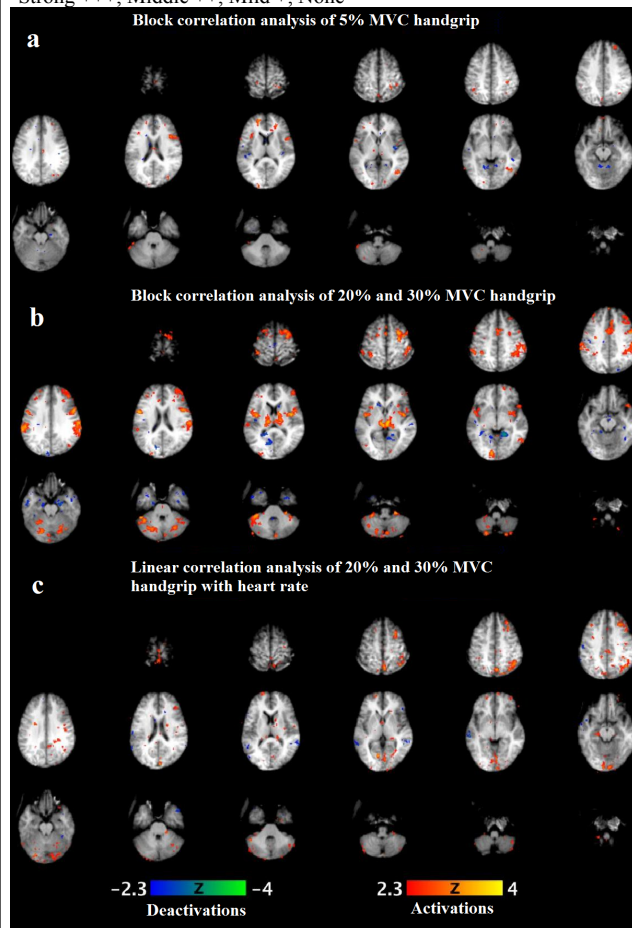 Strong +++, Middle ++, Mild +, None
Block correlation analysis of 5% MVC handgrip
a
Block correlation analysis of 20% and 30% MVC handgrip
b
Linear correlation analysis of 20% and 30% MVC
handgrip with heart rate
c
-2.3 Z -4 2.3 Z 4
Deactivations Activations